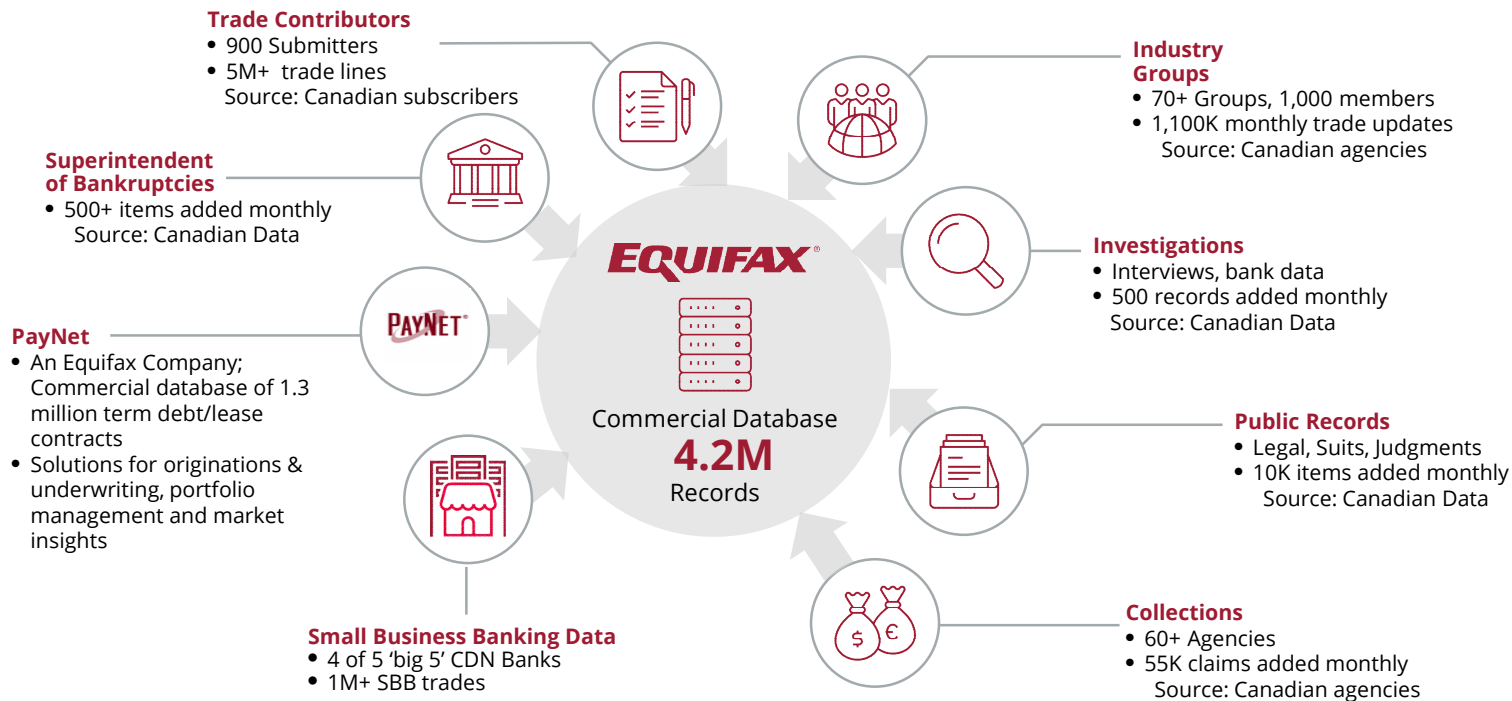 Trade Contributors
• 900 Submitters
• 5M+ trade lines
Source: Canadian subscribers
Superintendent
of Bankruptcies
• 500+ items added monthly
Source: Canadian Data
PayNet
• An Equifax Company;
Commercial database of 1.3
million term debt/lease
contracts
• Solutions for originations &
underwriting, portfolio
management and market
insights
PAYNET®
Small Business Banking Data
• 4 of 5 ‘big 5’ CDN Banks
• 1M+ SBB trades
EQUIFAX®
Commercial Database
4.2M
Records
Industry
Groups
• 70+ Groups, 1,000 members
• 1,100K monthly trade updates
Source: Canadian agencies
Investigations
• Interviews, bank data
• 500 records added monthly
Source: Canadian Data
Public Records
• Legal, Suits, Judgments
• 10K items added monthly
Source: Canadian Data
$ €
Collections
• 60+ Agencies
• 55K claims added monthly
Source: Canadian agencies